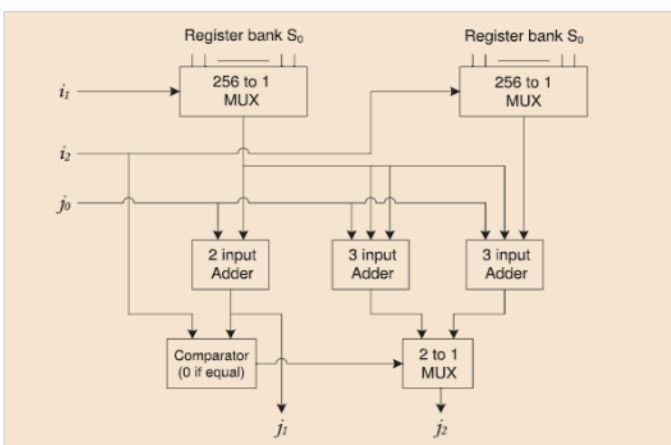 Register bank S₀
Register bank S₀
256 to 1
MUX
256 to 1
MUX
i₁
i₂
j₀
2 input
Adder
3 input
Adder
3 input
Adder
Comparator
(0 if equal)
2 to 1
MUX
j₁
j₂